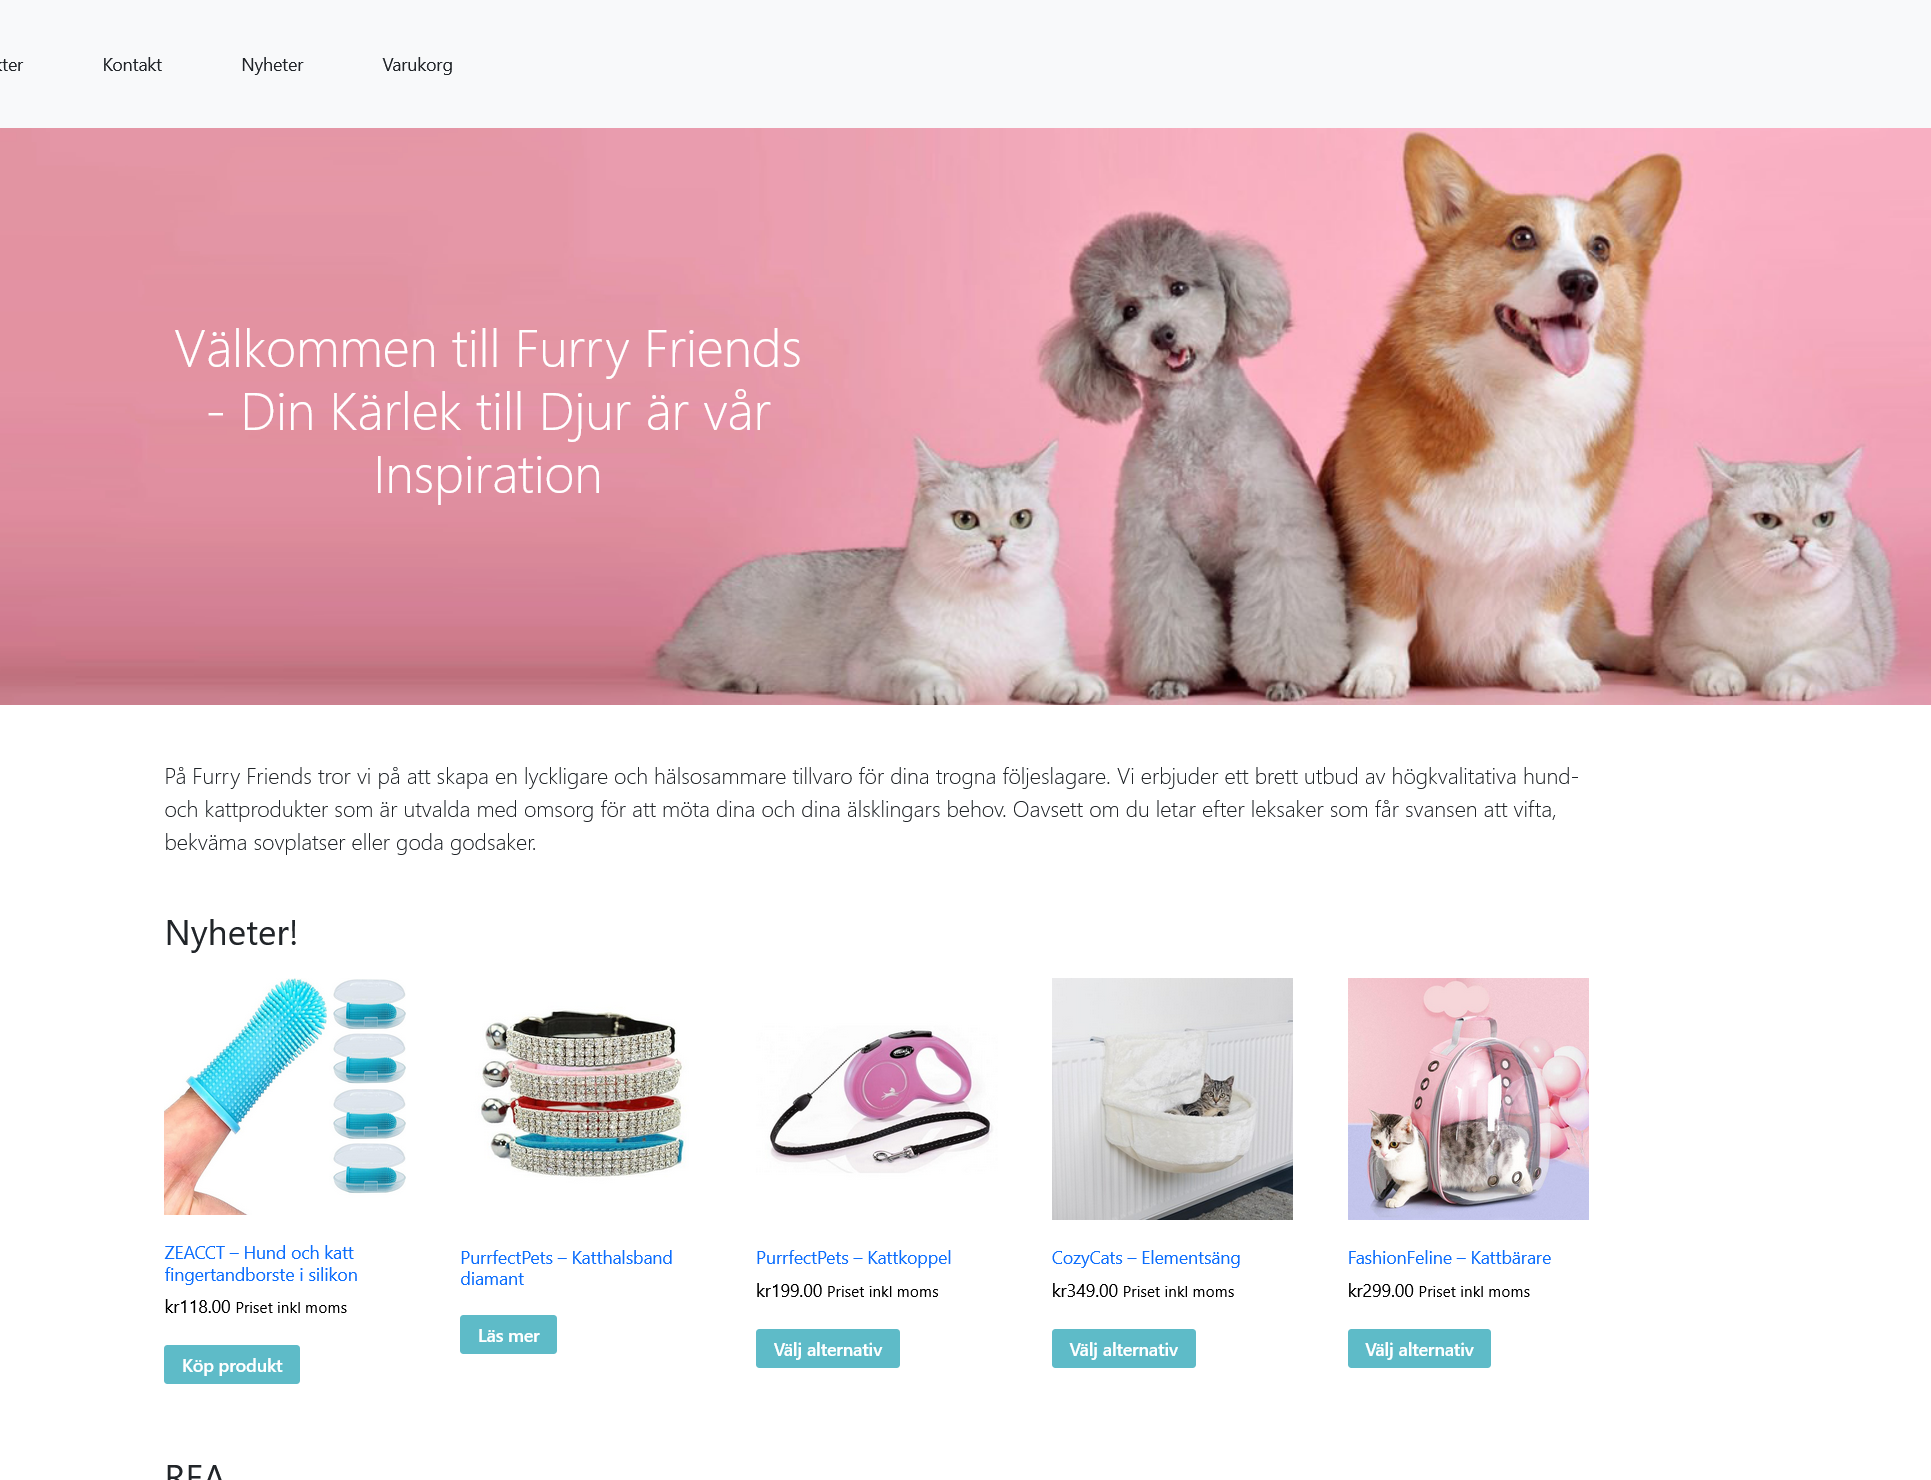 ter
Kontakt
Nyheter
Varukorg
Välkommen till Furry Friends
- Din Kärlek till Djur är vår
Inspiration
På Furry Friends tror vi på att skapa en lyckligare och hälsosammare tillvaro för dina trogna följeslagare. Vi erbjuder ett brett utbud av högkvalitativa hund-
och kattprodukter som är utvalda med omsorg för att möta dina och dina älsklingars behov. Oavsett om du letar efter leksaker som får svansen att vifta,
bekväma sovplatser eller goda godsaker.
Nyheter!
ZEACCT – Hund och katt
fingertandborste i silikon
kr118.00 Priset inkl moms
Köp produkt
PurrfectPets – Katthalsband
diamant
Läs mer
PurrfectPets – Kattkoppel
kr199.00 Priset inkl moms
Välj alternativ
CozyCats – Elementsäng
kr349.00 Priset inkl moms
Välj alternativ
FashionFeline – Kattbärare
kr299.00 Priset inkl moms
Välj alternativ
REA